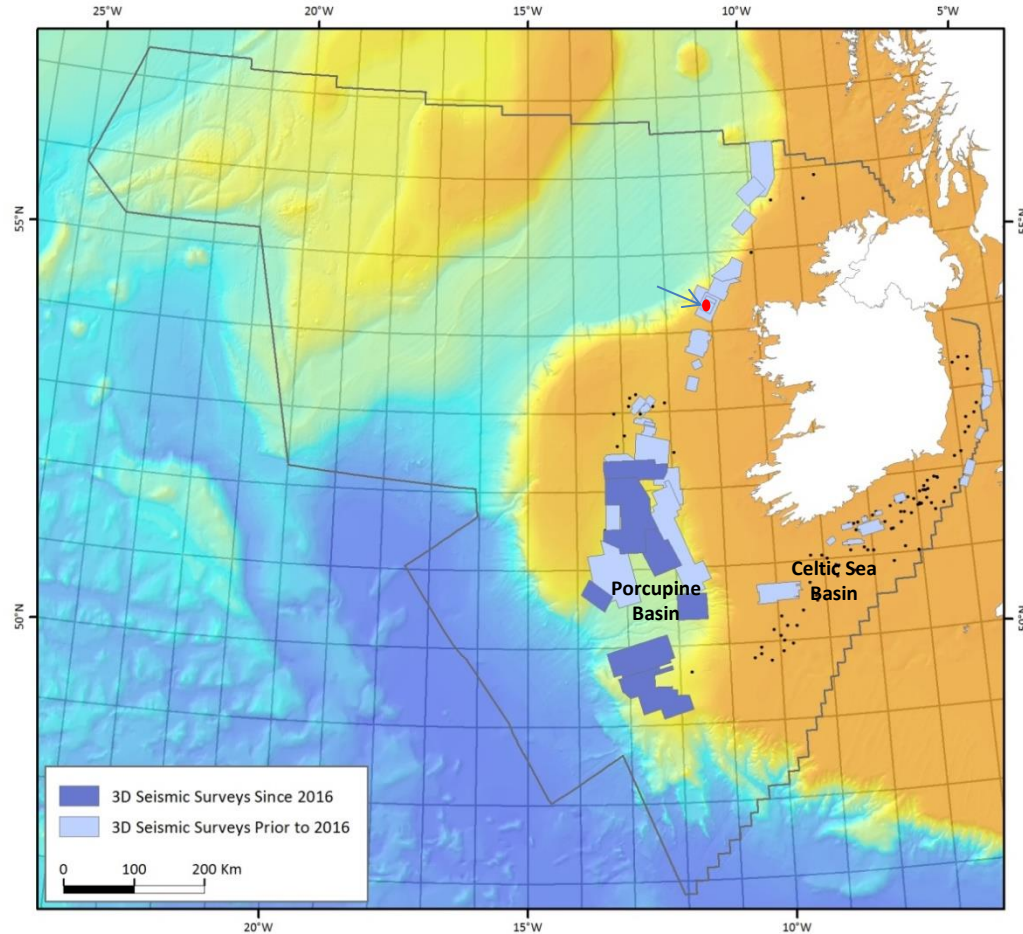 25°W 20°W 15°W 10°W 5°W
55°N 55°N
Celtic Sea
Basin
Porcupine
Basin
50°N 50°N
3D Seismic Surveys Since 2016
3D Seismic Surveys Prior to 2016
0 100 200 Km
20°W 15°W 10°W